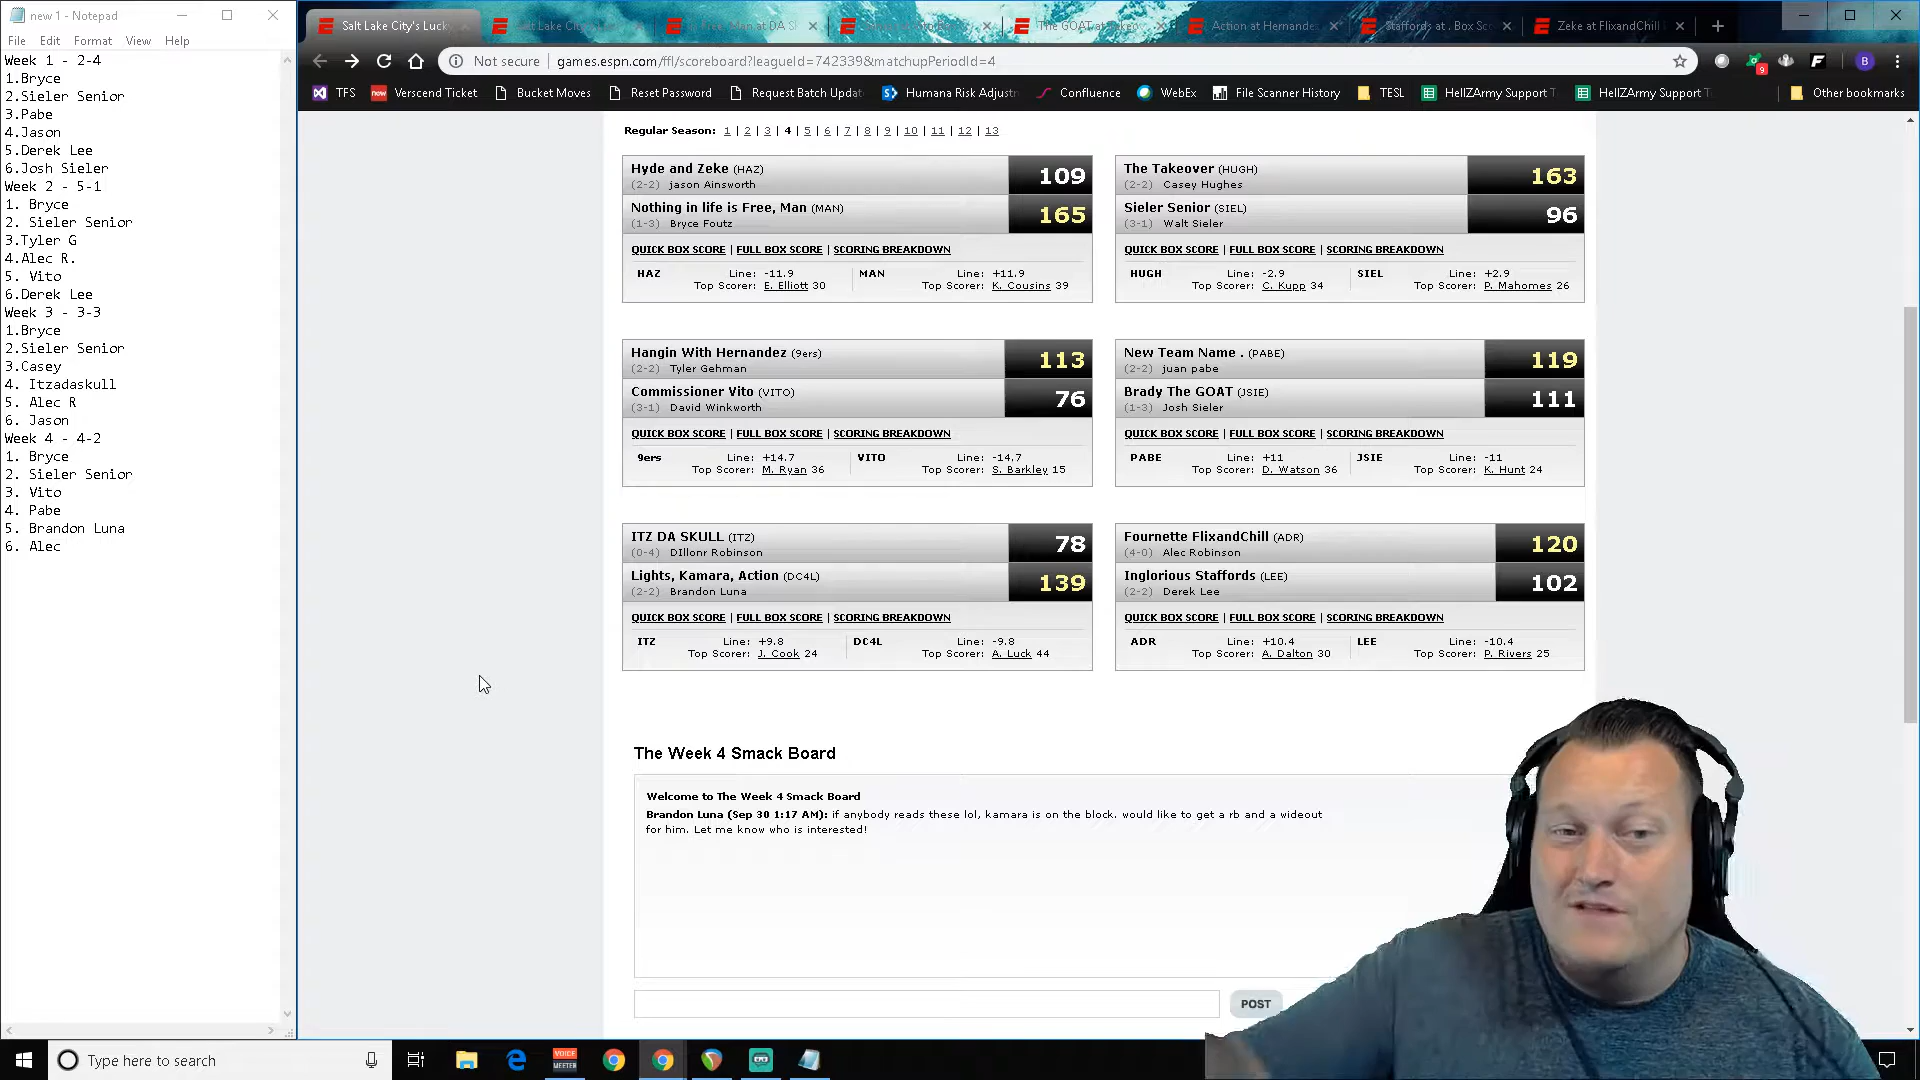 new 1 - Notepad
File Edit Format View Help
Week 1 - 2-4
1.Bryce
2.Sieler Senior
3.Pabe
4.Jason
5.Derek Lee
6.Josh Sieler
Week 2 - 5-1
1. Bryce
2. Sieler Senior
3.Tyler G
4.Alec R.
5. Vito
6.Derek Lee
Week 3 - 3-3
1.Bryce
2.Sieler Senior
3.Casey
4. Itzadaskull
5. Alec R
6. Jason
Week 4 - 4-2
1. Bryce
2. Sieler Senior
3. Vito
4. Pabe
5. Brandon Luna
6. Alec
Salt Lake City's Lucky
The GOAT at
Action at Hernandez
Staffords at . Box Sco
Zeke at FlixandChill
Not secure games.espn.com/ffl/scoreboard?leagueId=742339&matchupPeriodId=4
TFS Verscend Ticket Bucket Moves Reset Password Request Batch Updat Humana Risk Adjustm Confluence WebEx File Scanner History TESL HellZArmy Support T HellZArmy Support T Other bookmarks
Regular Season: 1 | 2 | 3 | 4 | 5 | 6 | 7 | 8 | 9 | 10 | 11 | 12 | 13
Hyde and Zeke (HAZ) 109
(2-2) jason Ainsworth
Nothing in life is Free, Man (MAN) 165
(1-3) Bryce Foutz
QUICK BOX SCORE | FULL BOX SCORE | SCORING BREAKDOWN
HAZ Line: -11.9 MAN Line: +11.9
Top Scorer: E. Elliott 30 Top Scorer: K. Cousins 39
The Takeover (HUGH) 163
(2-2) Casey Hughes
Sieler Senior (SIEL) 96
(3-1) Walt Sieler
QUICK BOX SCORE | FULL BOX SCORE | SCORING BREAKDOWN
HUGH Line: -2.9 SIEL Line: +2.9
Top Scorer: C. Kupp 34 Top Scorer: P. Mahomes 26
Hangin With Hernandez (9ers) 113
(2-2) Tyler Gehman
Commissioner Vito (VITO) 76
(3-1) David Winkworth
QUICK BOX SCORE | FULL BOX SCORE | SCORING BREAKDOWN
9ers Line: +14.7 VITO Line: -14.7
Top Scorer: M. Ryan 36 Top Scorer: S. Barkley 15
New Team Name . (PABE) 119
(2-2) juan pabe
Brady The GOAT (JSIE) 111
(1-3) Josh Sieler
QUICK BOX SCORE | FULL BOX SCORE | SCORING BREAKDOWN
PABE Line: +11 JSIE Line: -11
Top Scorer: D. Watson 36 Top Scorer: K. Hunt 24
ITZ DA SKULL (ITZ) 78
(0-4) DIllonr Robinson
Lights, Kamara, Action (DC4L) 139
(2-2) Brandon Luna
QUICK BOX SCORE | FULL BOX SCORE | SCORING BREAKDOWN
ITZ Line: +9.8 DC4L Line: -9.8
Top Scorer: J. Cook 24 Top Scorer: A. Luck 44
Fournette FlixandChill (ADR) 120
(4-0) Alec Robinson
Inglorious Staffords (LEE) 102
(2-2) Derek Lee
QUICK BOX SCORE | FULL BOX SCORE | SCORING BREAKDOWN
ADR Line: +10.4 LEE Line: -10.4
Top Scorer: A. Dalton 30 Top Scorer: P. Rivers 25
The Week 4 Smack Board
Welcome to The Week 4 Smack Board
Brandon Luna (Sep 30 1:17 AM): if anybody reads these lol, kamara is on the block. would like to get a rb and a wideout
for him. Let me know who is interested!
POST
Type here to search
VOICE
MEETER